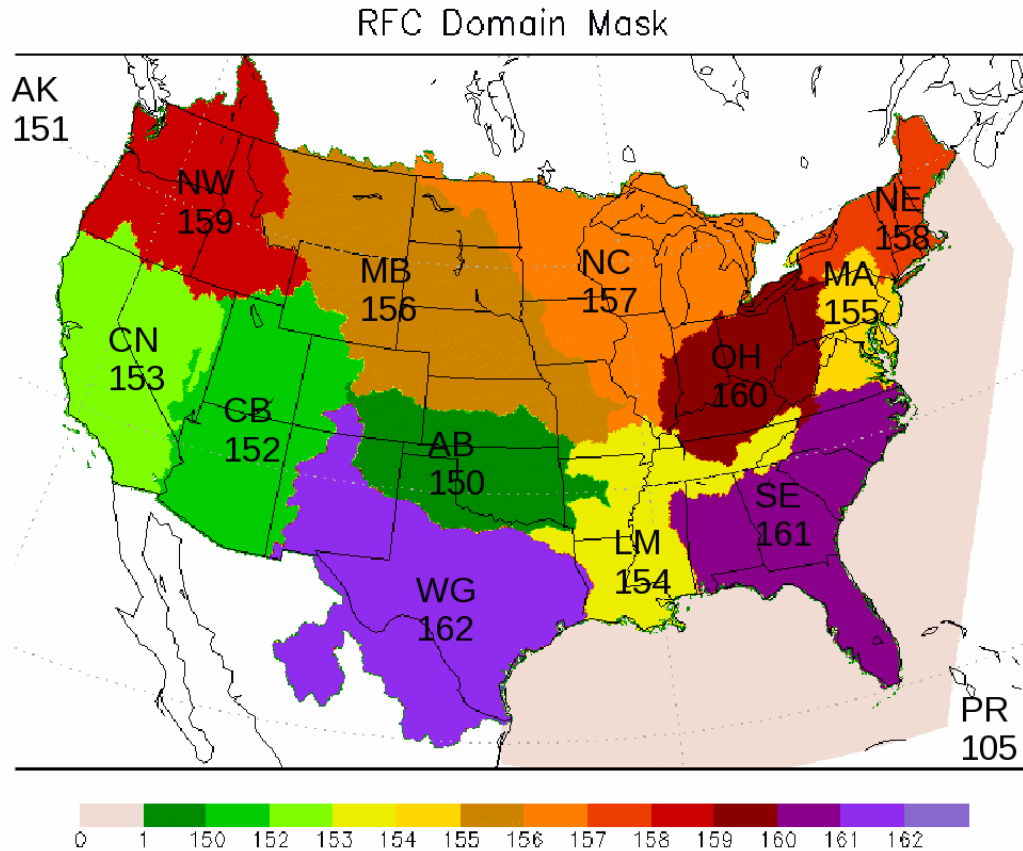 RFC Domain Mask
AK
151
NW
159
NE
158
MB
156
NC
157
MA
155
CN
153
OH
160
CB
152
AB
150
SE
161
LM
154
WG
162
PR
105
0 1 150 152 153 154 155 156 157 158 159 160 161 162